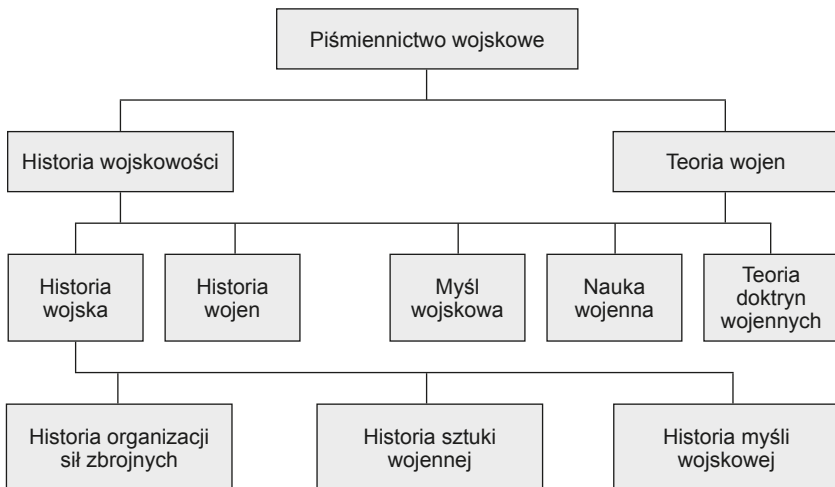 Piśmiennictwo wojskowe
Historia wojskowości
Teoria wojen
Historia
wojska
Historia
wojen
Myśl
wojskowa
Nauka
wojenna
Teoria
doktryn
wojennych
Historia organizacji
sił zbrojnych
Historia sztuki
wojennej
Historia myśli
wojskowej